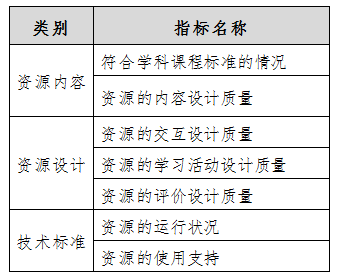 类别 指标名称
资源内容
符合学科课程标准的情况
资源的内容设计质量
资源设计
资源的交互设计质量
资源的学习活动设计质量
资源的评价设计质量
技术标准
资源的运行状况
资源的使用支持